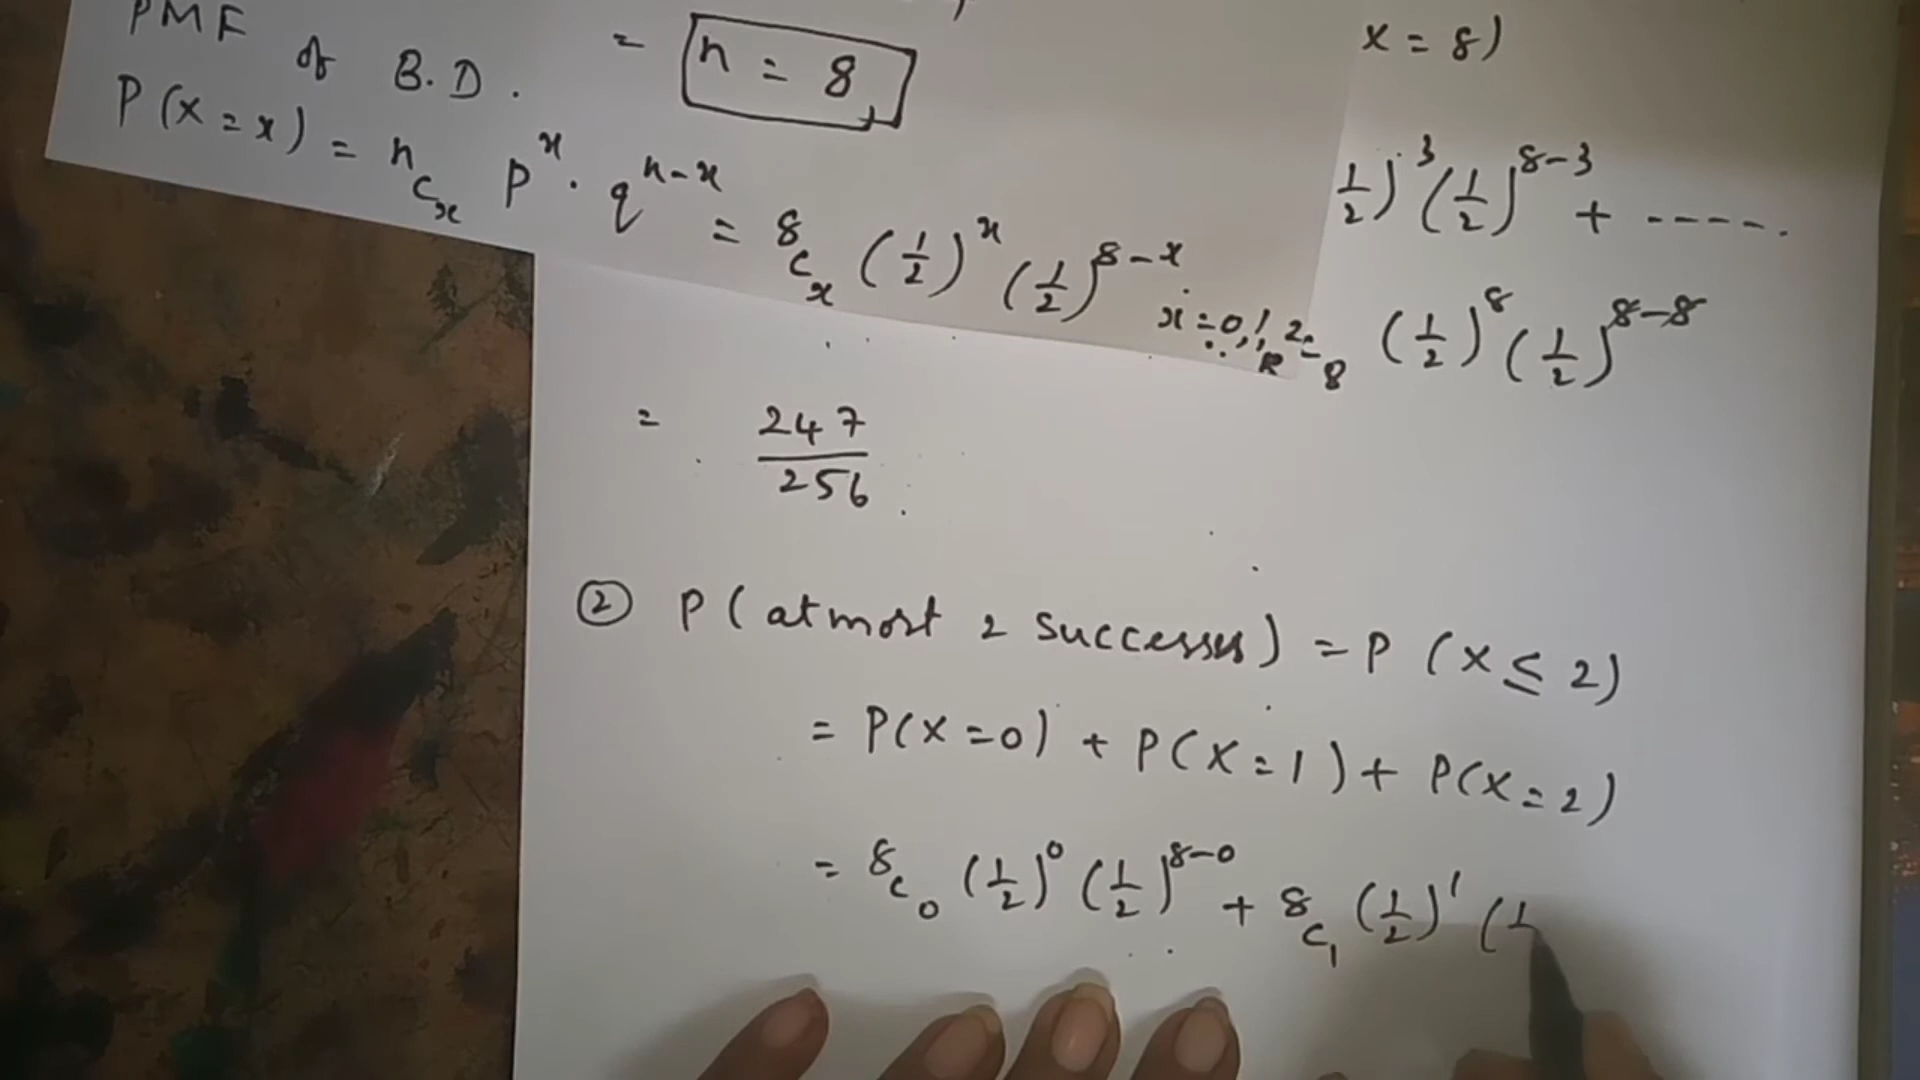 PMF of B.D. = n = 8
x = 8)
P(X = x) = nCx p^x . q^n-x = 8Cx (1/2)^x (1/2)^8-x x = 0, 1, 2 - 8
1/2)^3 (1/2)^8-3 + -----.
(1/2)^8 (1/2)^8-8
= 247/256.
② P(atmost 2 successes) = P(X ≤ 2)
= P(X = 0) + P(X = 1) + P(X = 2)
= 8C0 (1/2)^0 (1/2)^8-0 + 8C1 (1/2)^1 (1